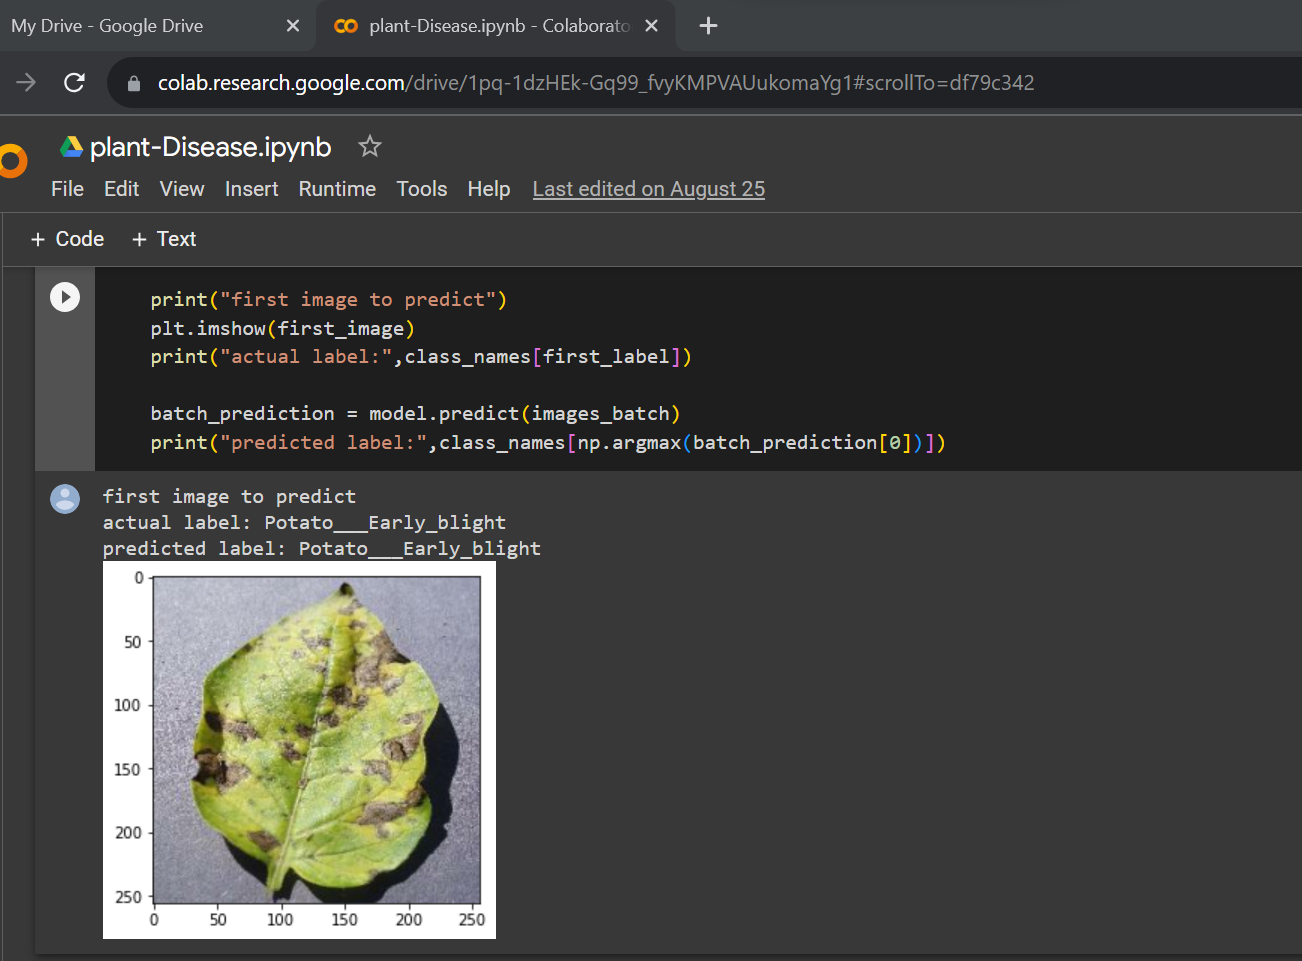 My Drive - Google Drive
plant-Disease.ipynb - Colaborato
colab.research.google.com/drive/1pq-1dzHEk-Gq99_fvyKMPVAUukomaYg1#scrollTo=df79c342
plant-Disease.ipynb
File Edit View Insert Runtime Tools Help Last edited on August 25
+ Code + Text
print("first image to predict")
plt.imshow(first_image)
print("actual label:",class_names[first_label])
batch_prediction = model.predict(images_batch)
print("predicted label:",class_names[np.argmax(batch_prediction[0])])
first image to predict
actual label: Potato___Early_blight
predicted label: Potato___Early_blight
0
50
100
150
200
250
0 50 100 150 200 250